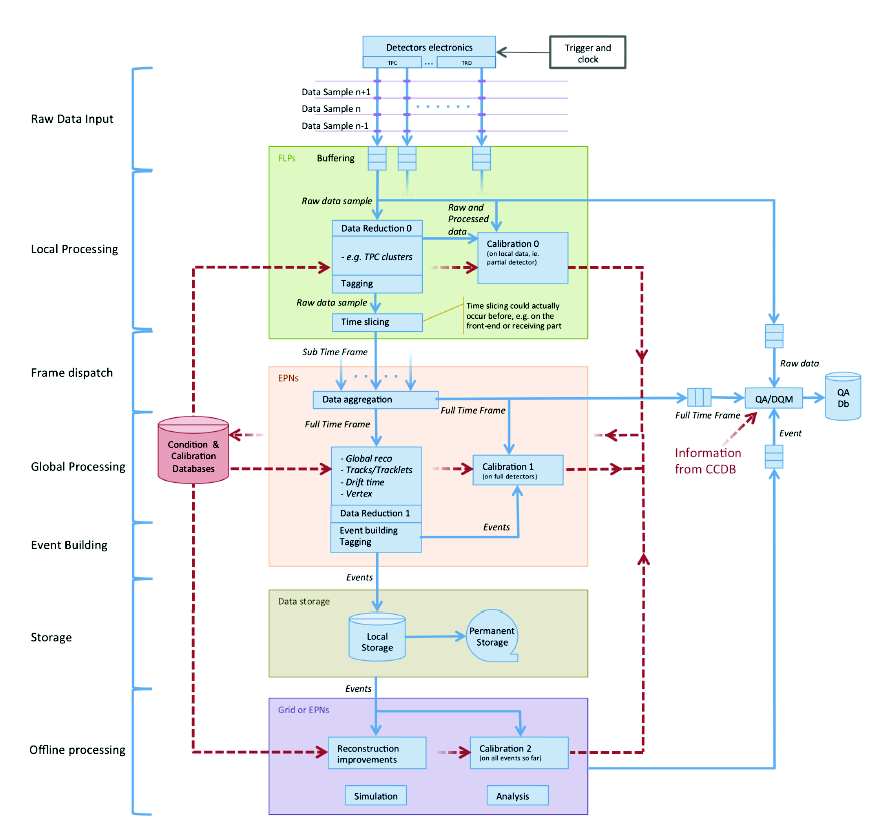 Detectors electronics
TPC ... TRD
Trigger and
clock
Data Sample n+1
Data Sample n
Data Sample n-1
Raw Data Input
FLPs
Buffering
Raw data sample
Raw and
Processed
data
Data Reduction 0
- e.g. TPC clusters
Tagging
Calibration 0
(on local data, ie.
partial detector)
Local Processing
Raw data sample
Time slicing
Time slicing could actually
occur before, e.g. on the
front-end or receiving part
Sub Time Frame
Frame dispatch
EPNs
Data aggregration
Full Time Frame
Full Time Frame
Full Time Frame
Raw data
QA/DQM
QA
Db
Event
Information
from CCDB
Condition &
Calibration
Databases
Global Processing
- Global reco
- Tracks/Tracklets
- Drift time
- Vertex
Data Reduction 1
Event building
Tagging
Calibration 1
(on full detectors)
Events
Event Building
Events
Data storage
Local
Storage
Permanent
Storage
Storage
Events
Grid or EPNs
Offline processing
Reconstruction
improvements
Calibration 2
(on all events so far)
Simulation
Analysis